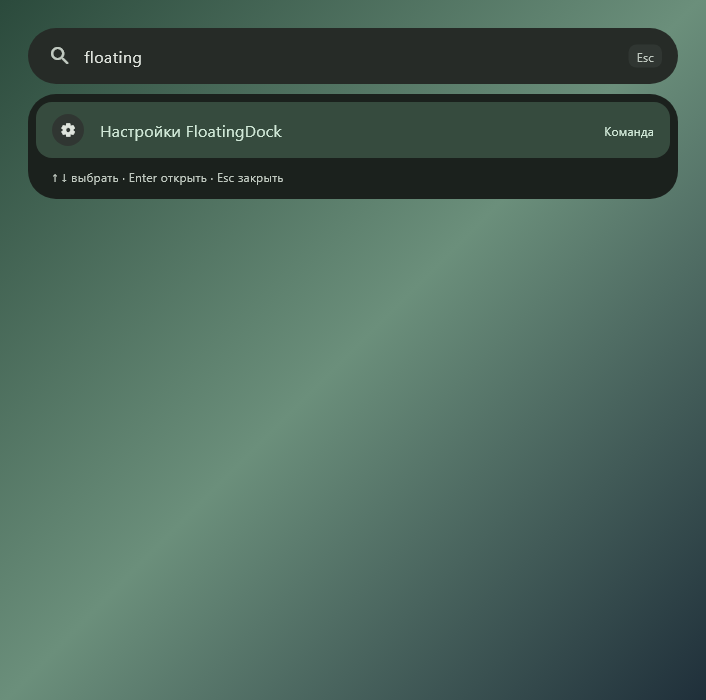 floating Esc
Настройки FloatingDock Команда
↑ ↓ выбрать · Enter открыть · Esc закрыть